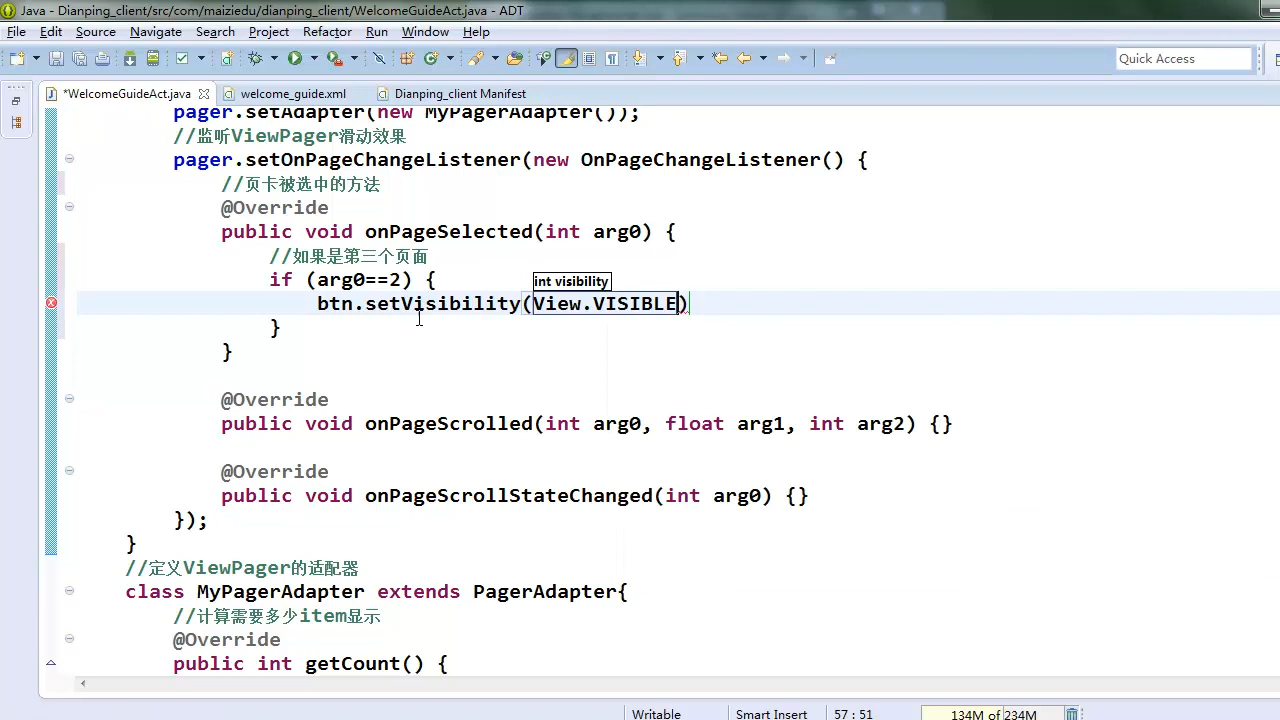 Java - Dianping_client/src/com/maiziedu/dianping_client/WelcomeGuideAct.java - ADT
File Edit Source Navigate Search Project Refactor Run Window Help
Quick Access
*WelcomeGuideAct.java welcome_guide.xml Dianping_client Manifest
pager.setAdapter(new MyPagerAdapter());
//监听ViewPager滑动效果
pager.setOnPageChangeListener(new OnPageChangeListener() {
//页卡被选中的方法
@Override
public void onPageSelected(int arg0) {
//如果是第三个页面
if (arg0==2) {
int visibility
btn.setVisibility(View.VISIBLE)
}
}
@Override
public void onPageScrolled(int arg0, float arg1, int arg2) {}
@Override
public void onPageScrollStateChanged(int arg0) {}
});
}
//定义ViewPager的适配器
class MyPagerAdapter extends PagerAdapter{
//计算需要多少item显示
@Override
public int getCount() {
Writable Smart Insert 57 : 51 134M of 234M